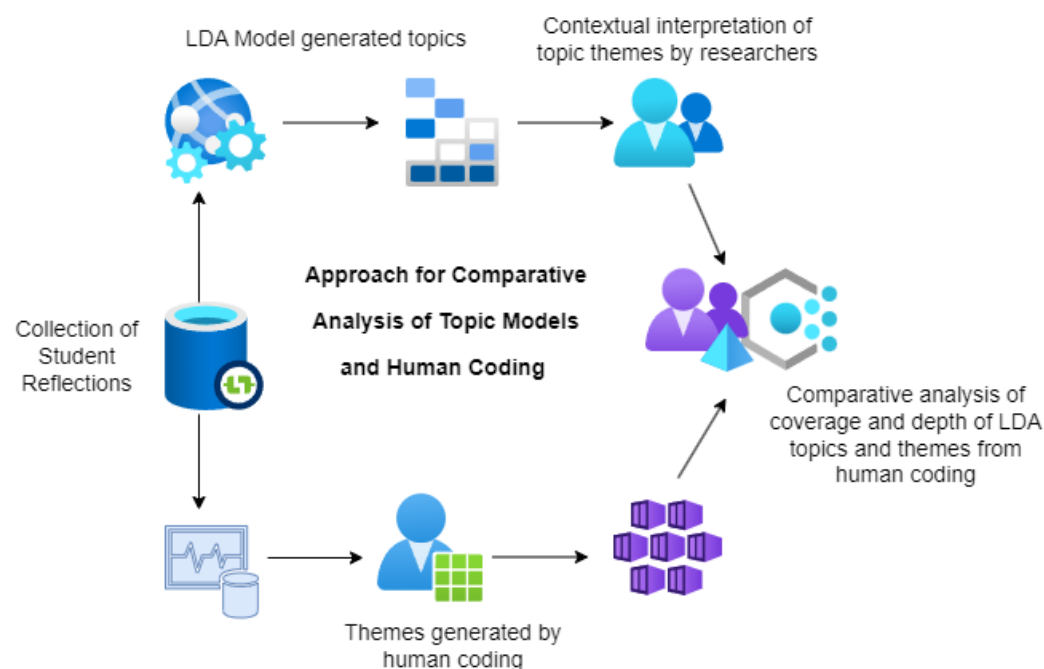 LDA Model generated topics
Contextual interpretation of
topic themes by researchers
Approach for Comparative
Analysis of Topic Models
and Human Coding
Collection of
Student
Reflections
Comparative analysis of
coverage and depth of LDA
topics and themes from
human coding
Themes generated by
human coding